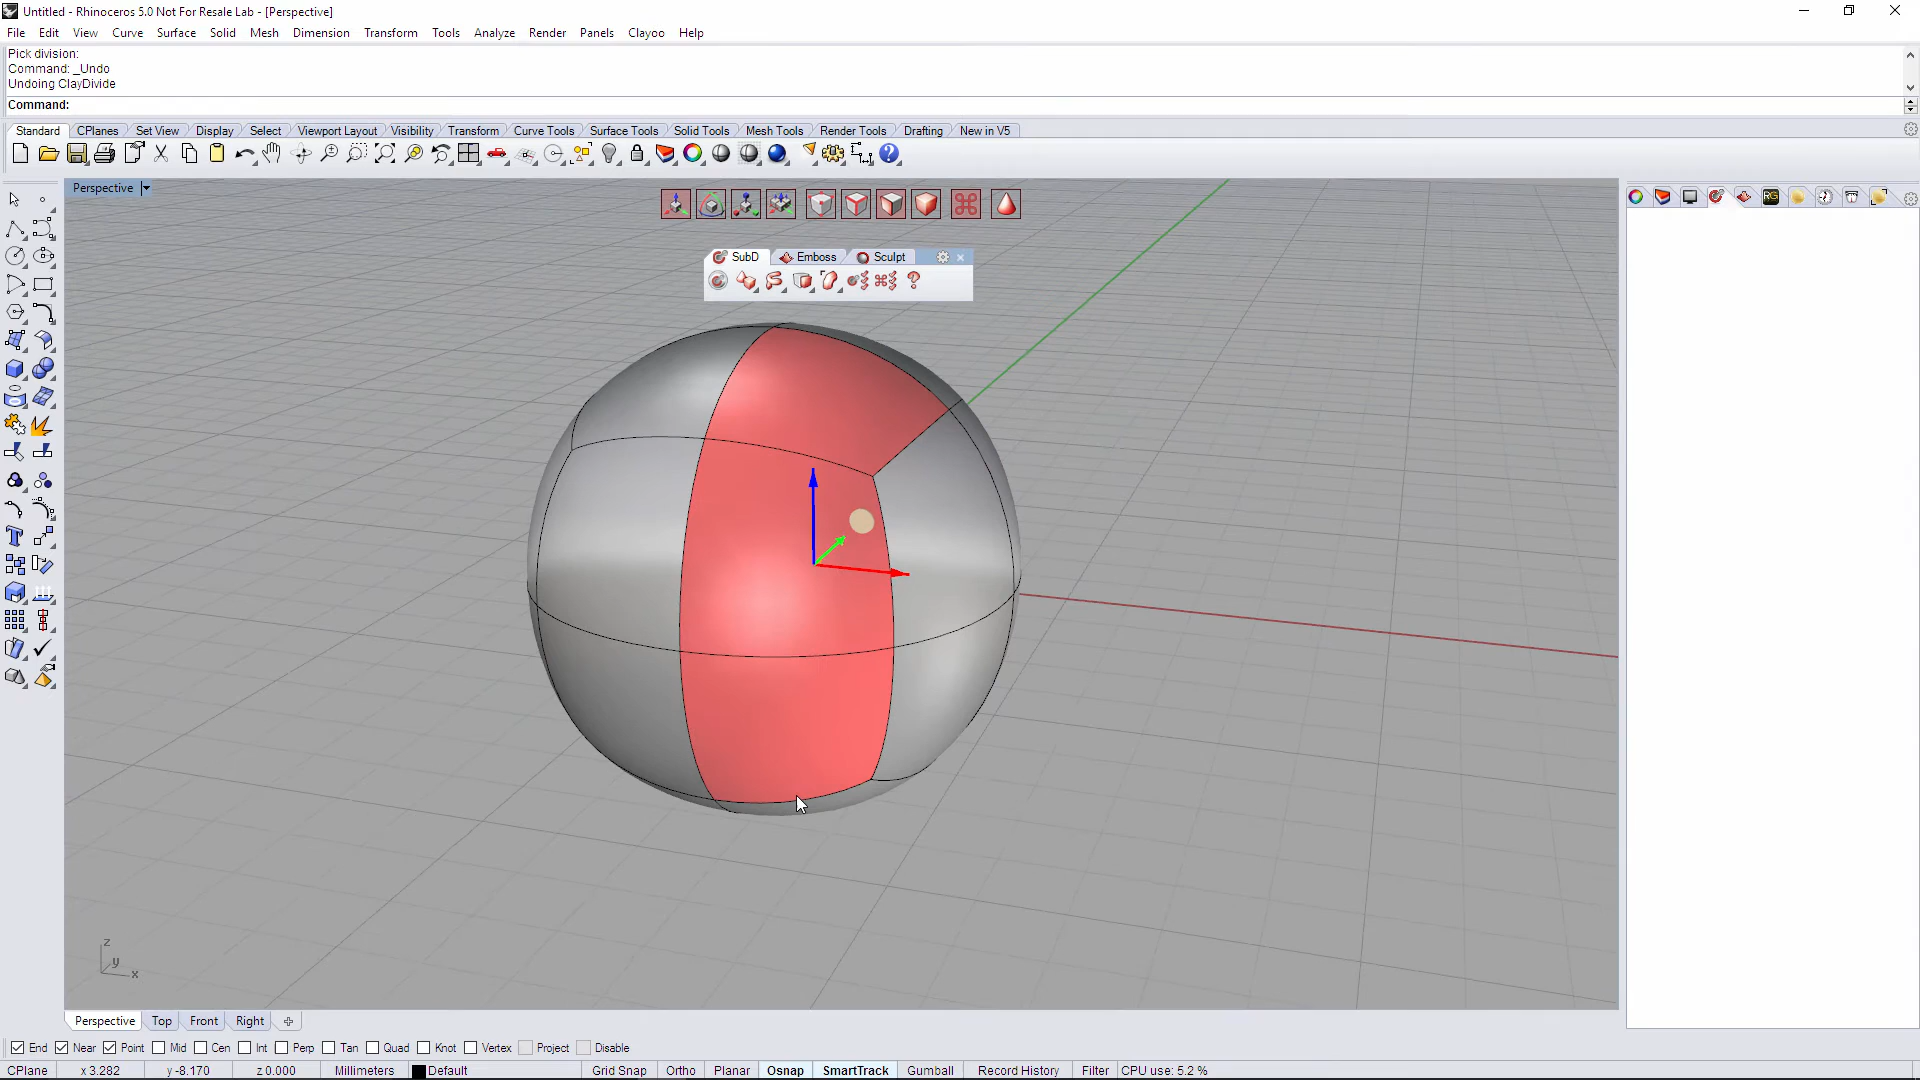 Untitled - Rhinoceros 5.0 Not For Resale Lab - [Perspective]
File Edit View Curve Surface Solid Mesh Dimension Transform Tools Analyze Render Panels Clayoo Help
Pick division:
Command: _Undo
Undoing ClayDivide
Command:
Standard CPlanes Set View Display Select Viewport Layout Visibility Transform Curve Tools Surface Tools Solid Tools Mesh Tools Render Tools Drafting New in V5
Perspective
RG
SubD Emboss Sculpt
z
y
x
Perspective Top Front Right
End Near Point Mid Cen Int Perp Tan Quad Knot Vertex Project Disable
CPlane x 3.282 y -8.170 z 0.000 Millimeters Default Grid Snap Ortho Planar Osnap SmartTrack Gumball Record History Filter CPU use: 5.2 %